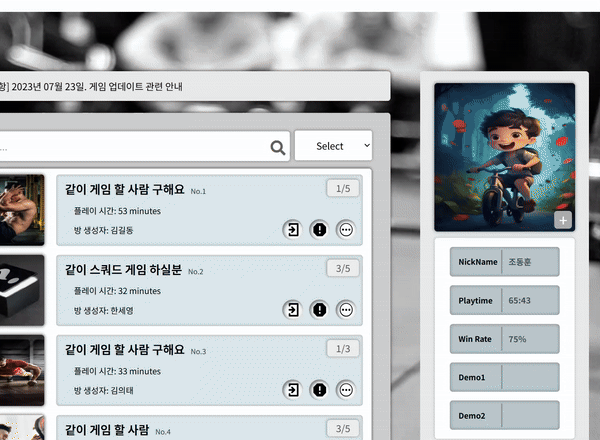 항] 2023년 07월 23일. 게임 업데이트 관련 안내
...
Select
같이 게임 할 사람 구해요 No.1
1/5
플레이 시간: 53 minutes
방 생성자: 김길동
같이 스쿼드 게임 하실분 No.2
3/5
플레이 시간: 32 minutes
방 생성자: 한세영
같이 게임 할 사람 구해요 No.3
1/3
플레이 시간: 33 minutes
방 생성자: 김의태
같이 게임 할 사람 No.4
3/5
NickName 조동훈
Playtime 65:43
Win Rate 75%
Demo1
Demo2